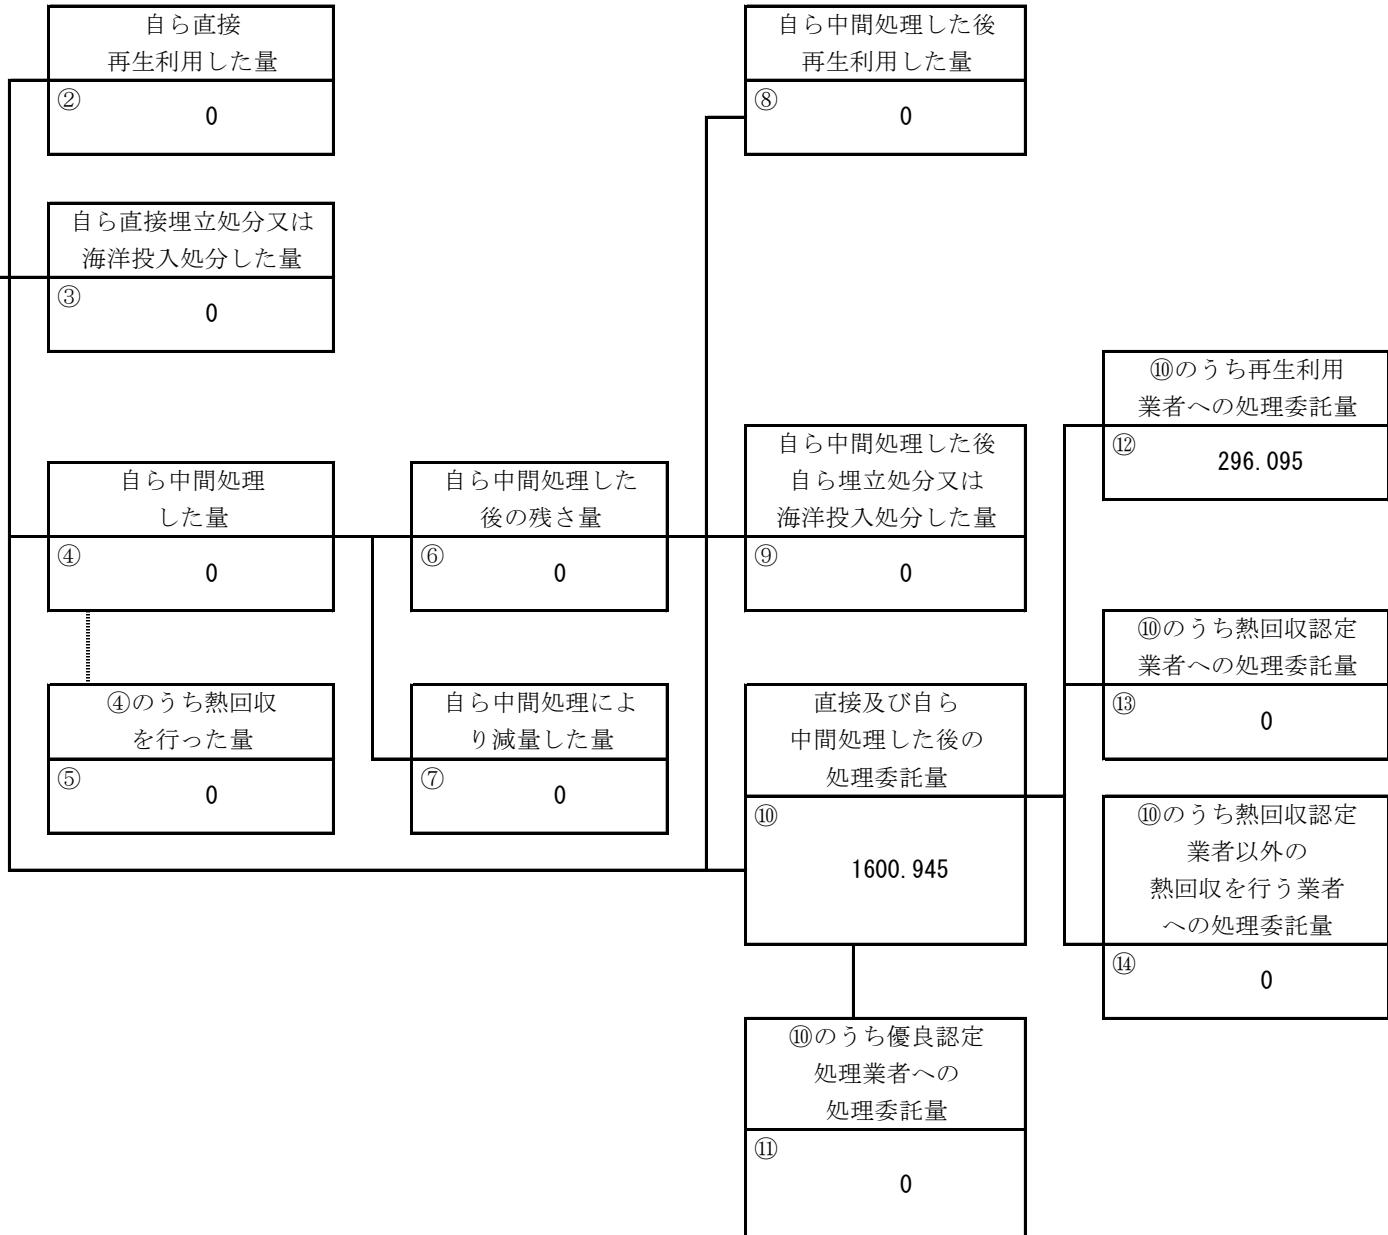 自ら直接
再生利用した量
②
0
自ら中間処理した後
再生利用した量
⑧
0
自ら直接埋立処分又は
海洋投入処分した量
③
0
⑩のうち再生利用
業者への処理委託量
⑫
296.095
自ら中間処理
した量
④
0
自ら中間処理した
後の残さ量
⑥
0
自ら中間処理した後
自ら埋立処分又は
海洋投入処分した量
⑨
0
⑩のうち熱回収認定
業者への処理委託量
⑬
0
④のうち熱回収
を行った量
⑤
0
自ら中間処理によ
り減量した量
⑦
0
直接及び自ら
中間処理した後の
処理委託量
⑩
1600.945
⑩のうち熱回収認定
業者以外の
熱回収を行う業者
への処理委託量
⑭
0
⑩のうち優良認定
処理業者への
処理委託量
⑪
0